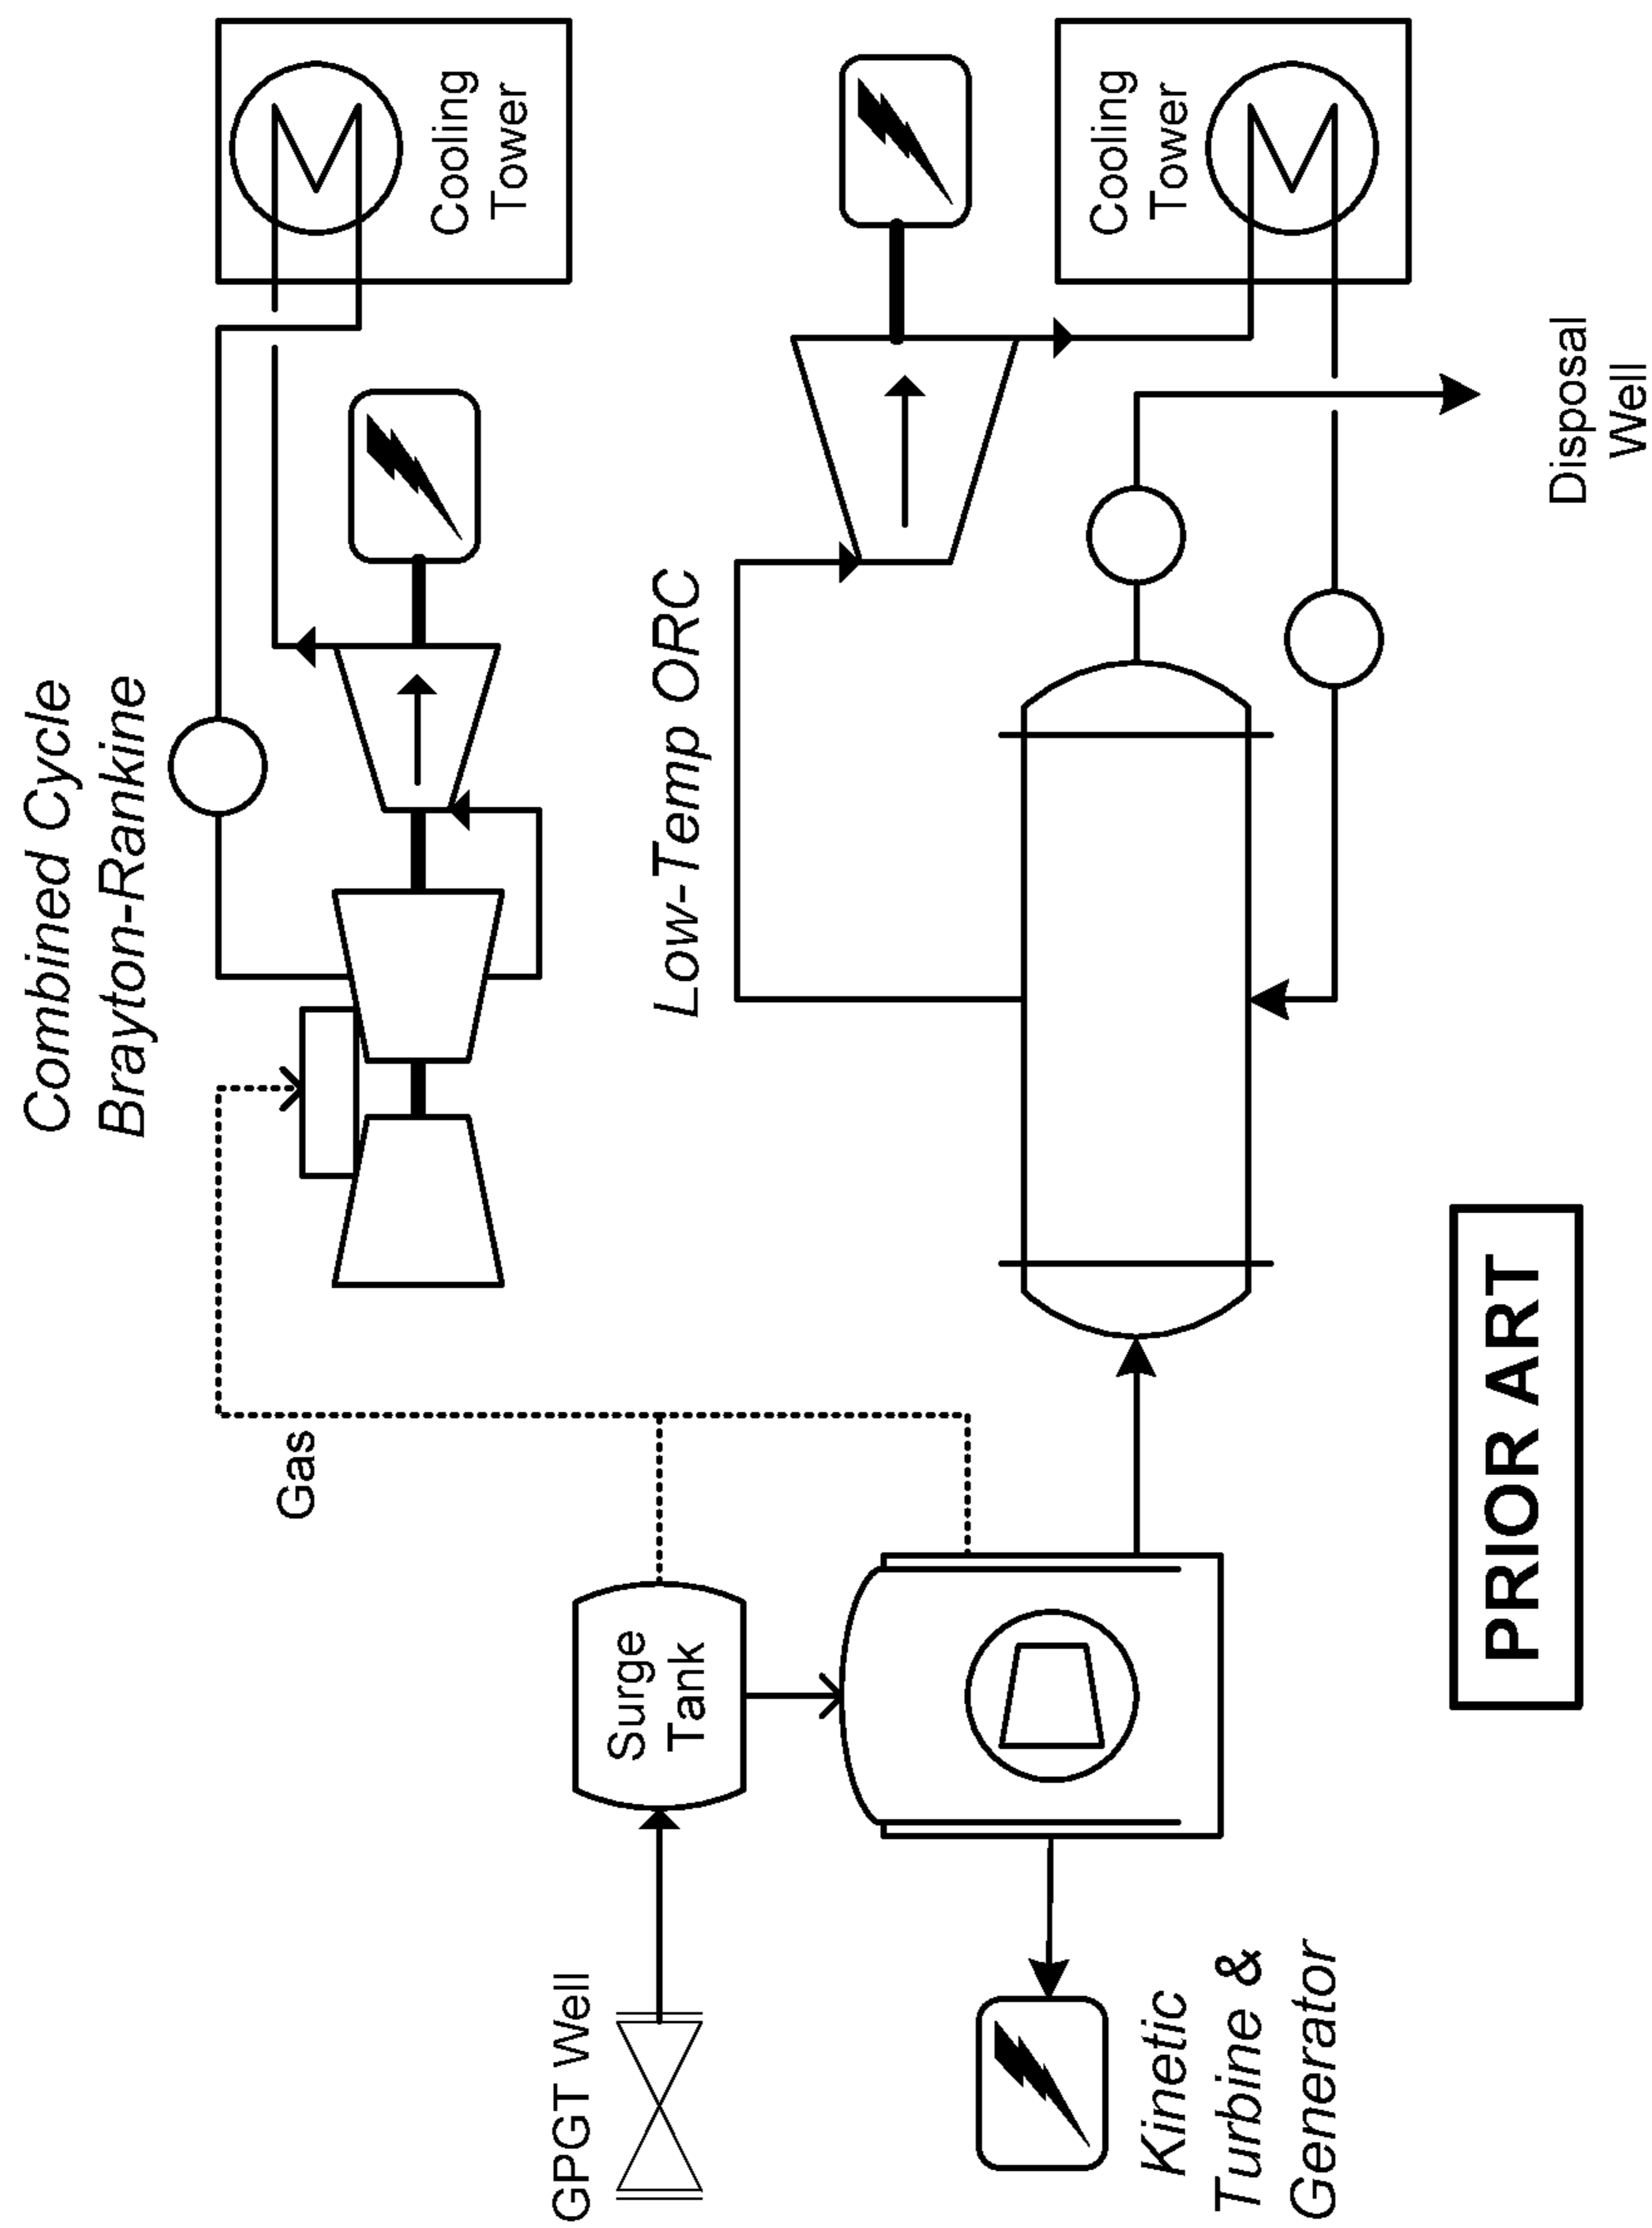 Combined Cycle
Brayton-Rankine
Cooling
Tower
Gas
Low-Temp ORC
GPGT Well
Surge
Tank
Cooling
Tower
Kinetic
Turbine &
Generator
Disposal
Well
PRIOR ART